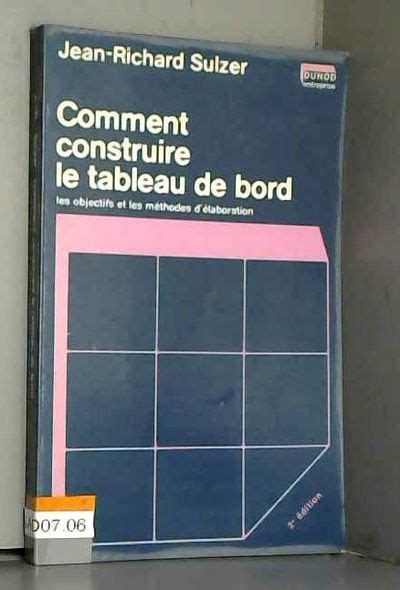 Jean-Richard Sulzer
DUNOD
entreprise
Comment
construire
le tableau de bord
les objectifs et les méthodes d'élaboration
2e édition
D07.06